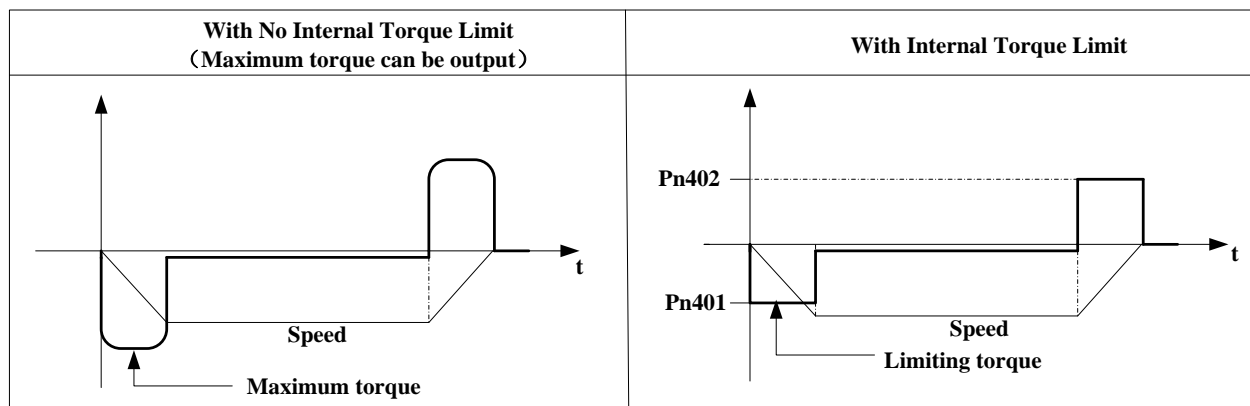 With No Internal Torque Limit
（Maximum torque can be output）
With Internal Torque Limit
t
Speed
Maximum torque
Pn402
Pn401
t
Speed
Limiting torque